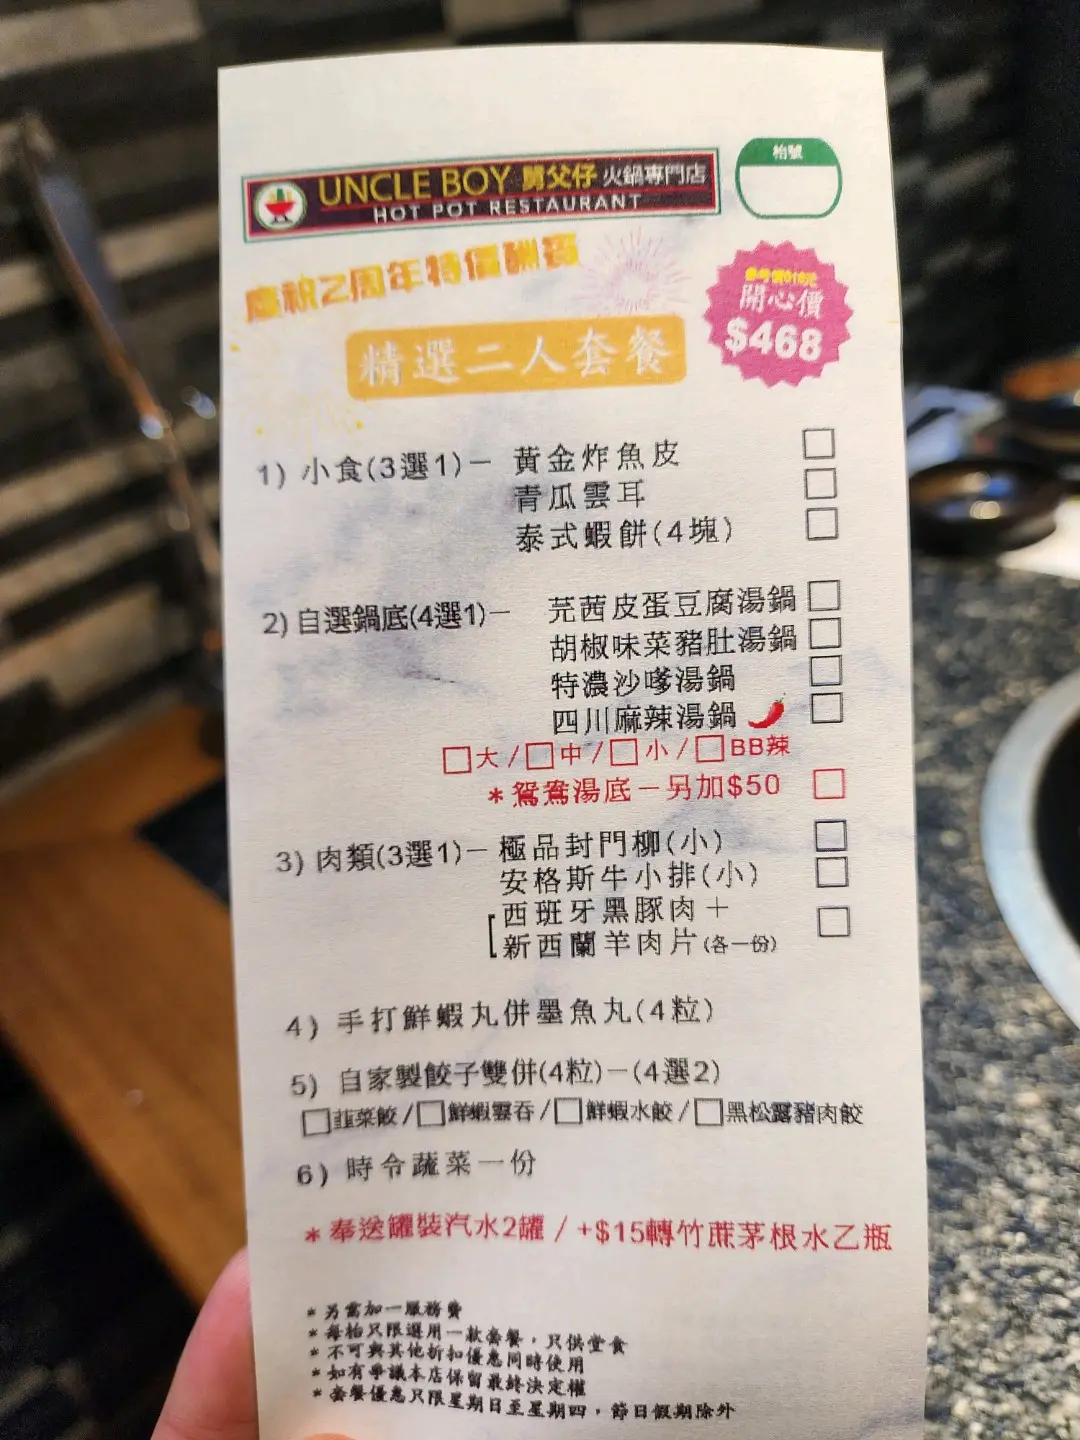 枱號
UNCLE BOY 舅父仔 火鍋專門店
HOT POT RESTAURANT
慶祝2周年特價酬賓
開心價
$468
精選二人套餐
1) 小食(3選1)－ 黃金炸魚皮
青瓜雲耳
泰式蝦餅(4塊)
2) 自選鍋底(4選1)－ 芫茜皮蛋豆腐湯鍋
胡椒味菜豬肚湯鍋
特濃沙嗲湯鍋
四川麻辣湯鍋
大 / 中 / 小 / BB辣
＊鴛鴦湯底－另加$50
3) 肉類(3選1)－ 極品封門柳(小)
安格斯牛小排(小)
西班牙黑豚肉＋
新西蘭羊肉片(各一份)
4) 手打鮮蝦丸併墨魚丸(4粒)
5) 自家製餃子雙併(4粒)－(4選2)
韮菜餃 / 鮮蝦雲吞 / 鮮蝦水餃 / 黑松露豬肉餃
6) 時令蔬菜一份
＊奉送罐裝汽水2罐 / +$15轉竹蔗茅根水乙瓶
＊另需加一服務費
＊每枱只限選用一款套餐，只供堂食
＊不可與其他折扣優惠同時使用
＊如有爭議本店保留最終決定權
＊套餐優惠只限星期日至星期四，節日假期除外